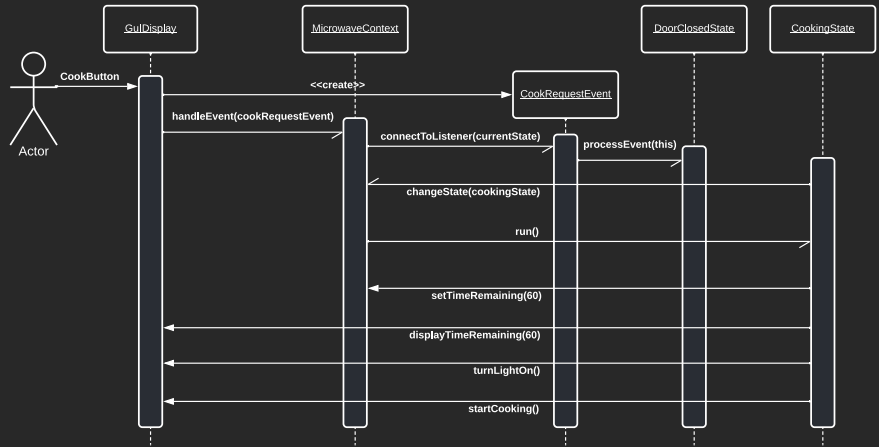 GuIDisplay
MicrowaveContext
DoorClosedState
CookingState
CookButton
<<create>>
CookRequestEvent
handleEvent(cookRequestEvent)
connectToListener(currentState)
processEvent(this)
Actor
changeState(cookingState)
run()
setTimeRemaining(60)
displayTimeRemaining(60)
turnLightOn()
startCooking()